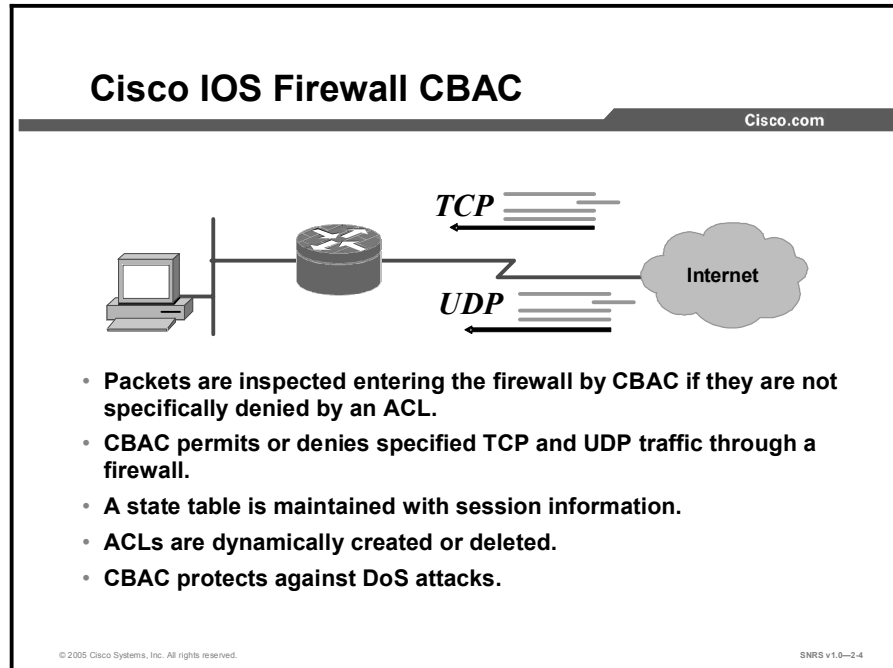 Cisco IOS Firewall CBAC
Cisco.com
TCP
Internet
UDP
• Packets are inspected entering the firewall by CBAC if they are not
specifically denied by an ACL.
• CBAC permits or denies specified TCP and UDP traffic through a
firewall.
• A state table is maintained with session information.
• ACLs are dynamically created or deleted.
• CBAC protects against DoS attacks.
© 2005 Cisco Systems, Inc. All rights reserved.
SNRS v1.0—2-4